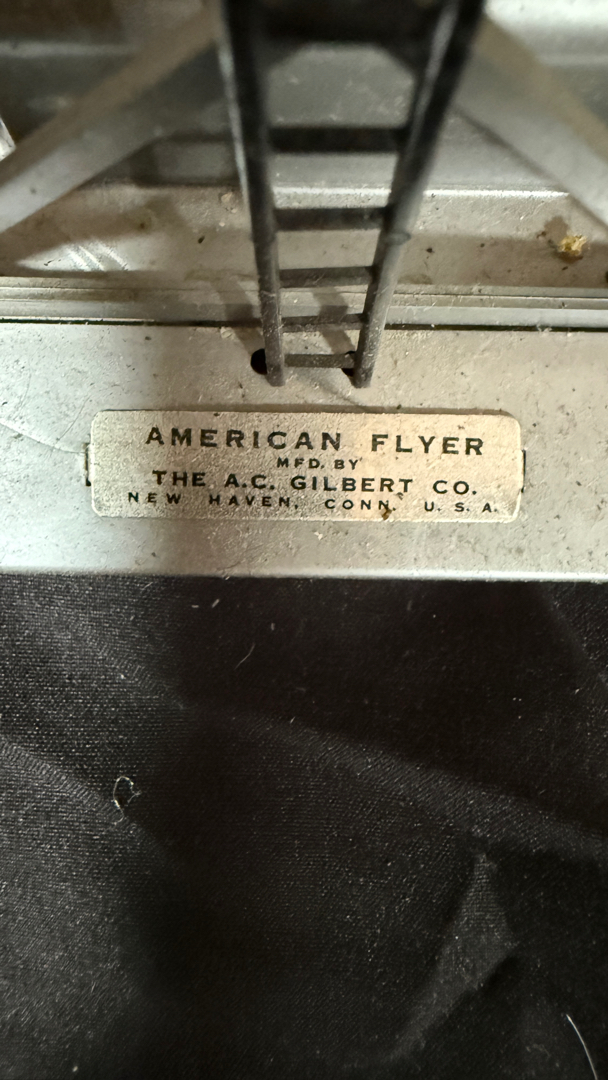 AMERICAN FLYER
MFD. BY
THE A.C. GILBERT CO.
NEW HAVEN, CONN. U. S. A.